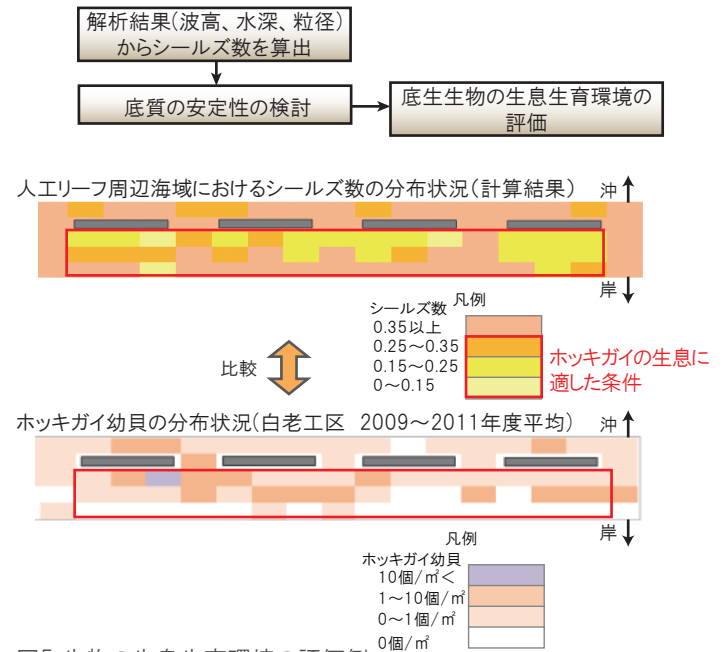 解析結果(波高、水深、粒径)
からシールズ数を算出
底質の安定性の検討
底生生物の生息生育環境の
評価
人工リーフ周辺海域におけるシールズ数の分布状況(計算結果)
沖
岸
凡例
シールズ数
0.35以上
0.25～0.35
0.15～0.25
0～0.15
ホッキガイの生息に
適した条件
比較
ホッキガイ幼貝の分布状況(白老工区 2009～2011年度平均)
沖
岸
凡例
ホッキガイ幼貝
10個/㎡<
1～10個/㎡
0～1個/㎡
0個/㎡